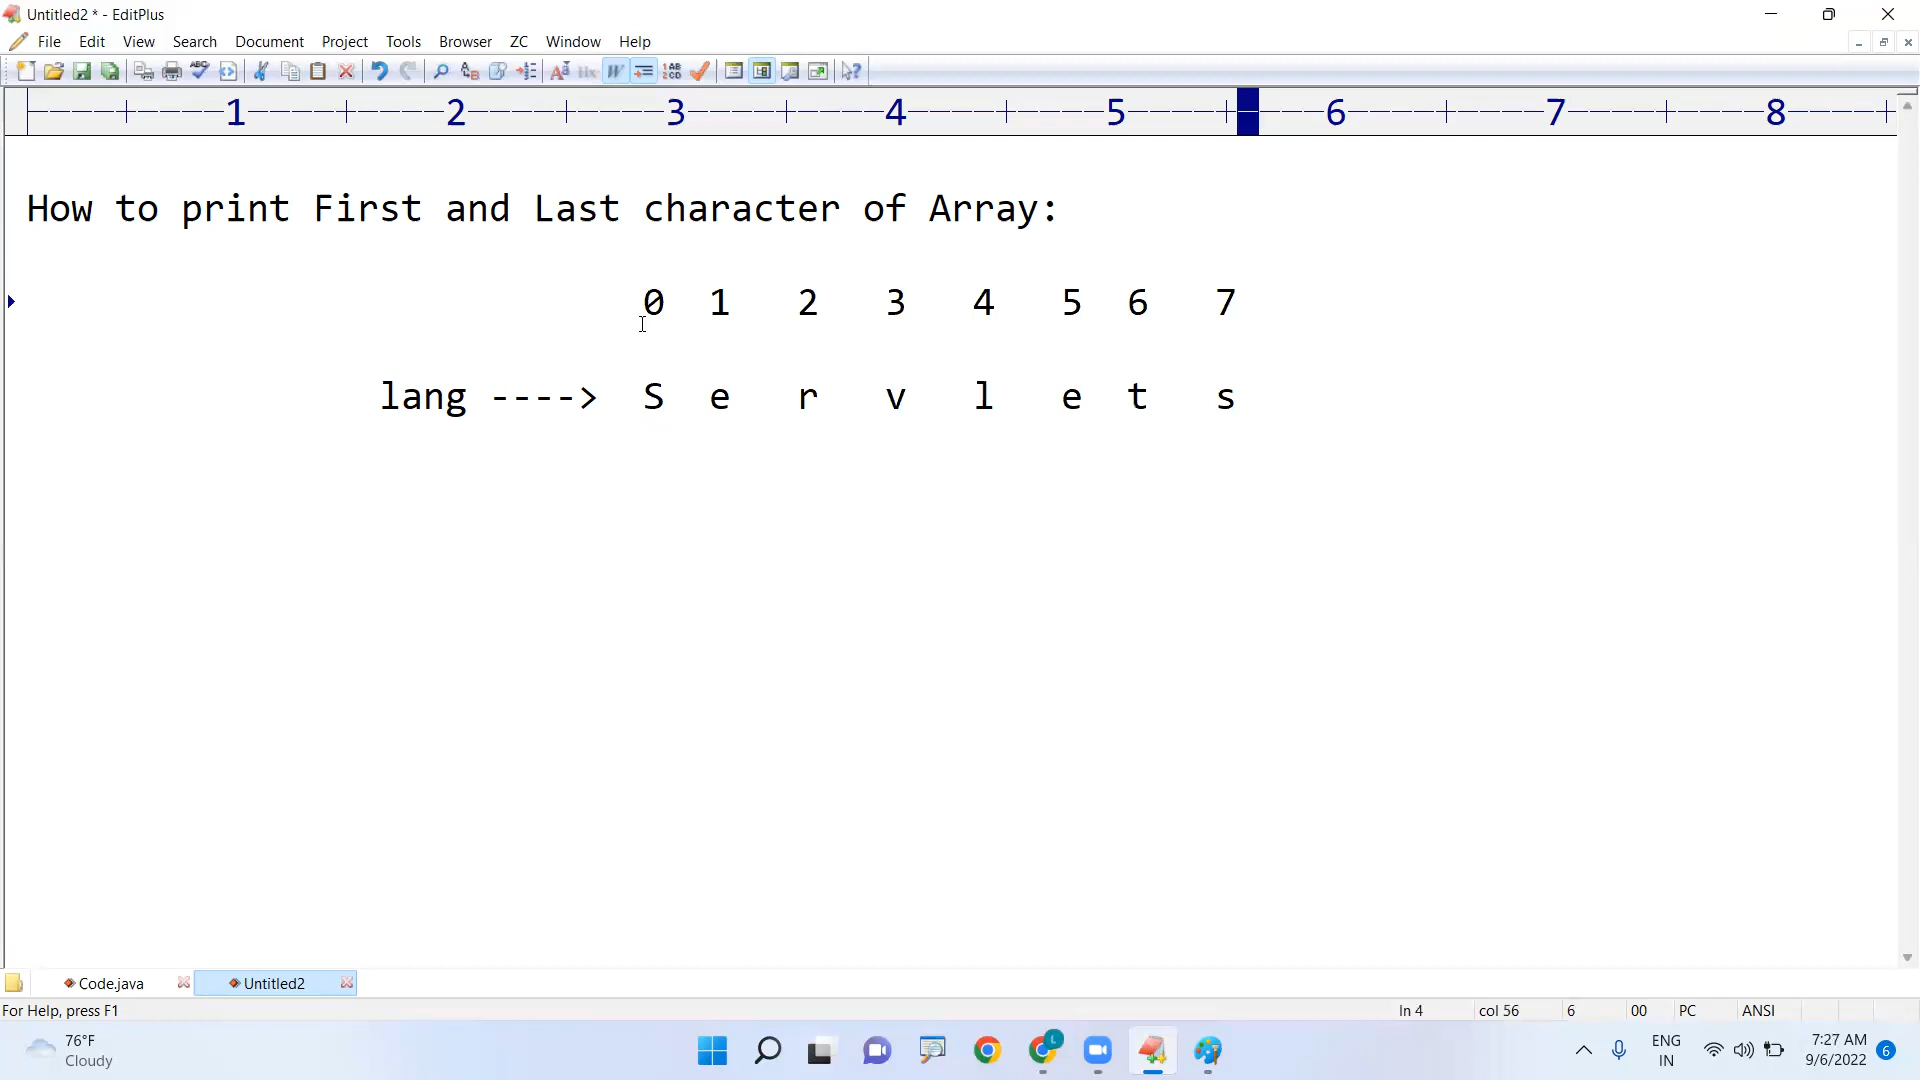 Untitled2 * - EditPlus
File Edit View Search Document Project Tools Browser ZC Window Help
1 2 3 4 5 6 7 8
How to print First and Last character of Array:
0 1 2 3 4 5 6 7
lang ----> S e r v l e t s
Code.java Untitled2
For Help, press F1 ln 4 col 56 6 00 PC ANSI
76°F
Cloudy
ENG
IN
7:27 AM
9/6/2022
6